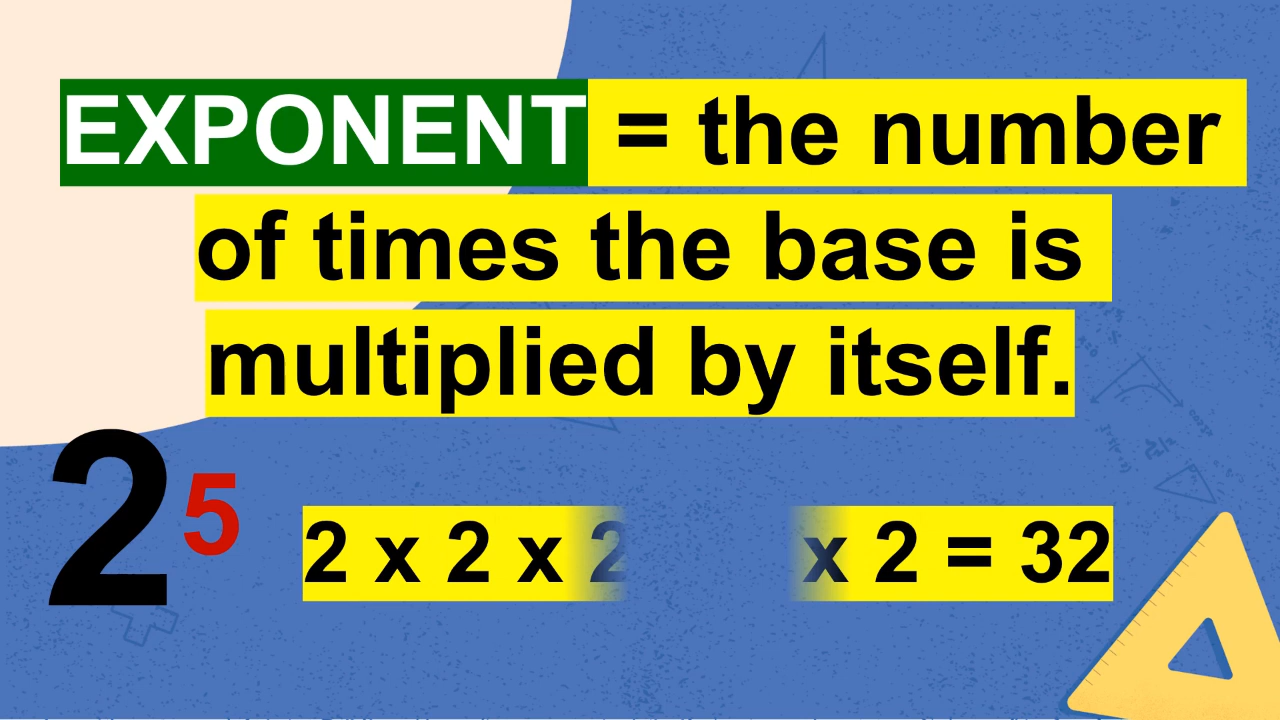 EXPONENT = the number
of times the base is
multiplied by itself.
2⁵
2 x 2 x 2 x 2 = 32